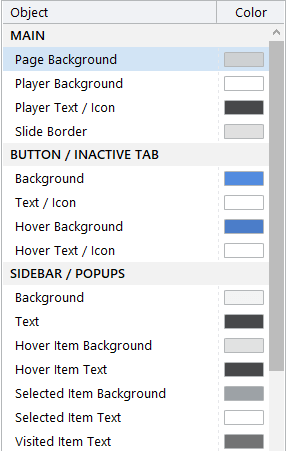 Object Color
MAIN
Page Background
Player Background
Player Text / Icon
Slide Border
BUTTON / INACTIVE TAB
Background
Text / Icon
Hover Background
Hover Text / Icon
SIDEBAR / POPUPS
Background
Text
Hover Item Background
Hover Item Text
Selected Item Background
Selected Item Text
Visited Item Text